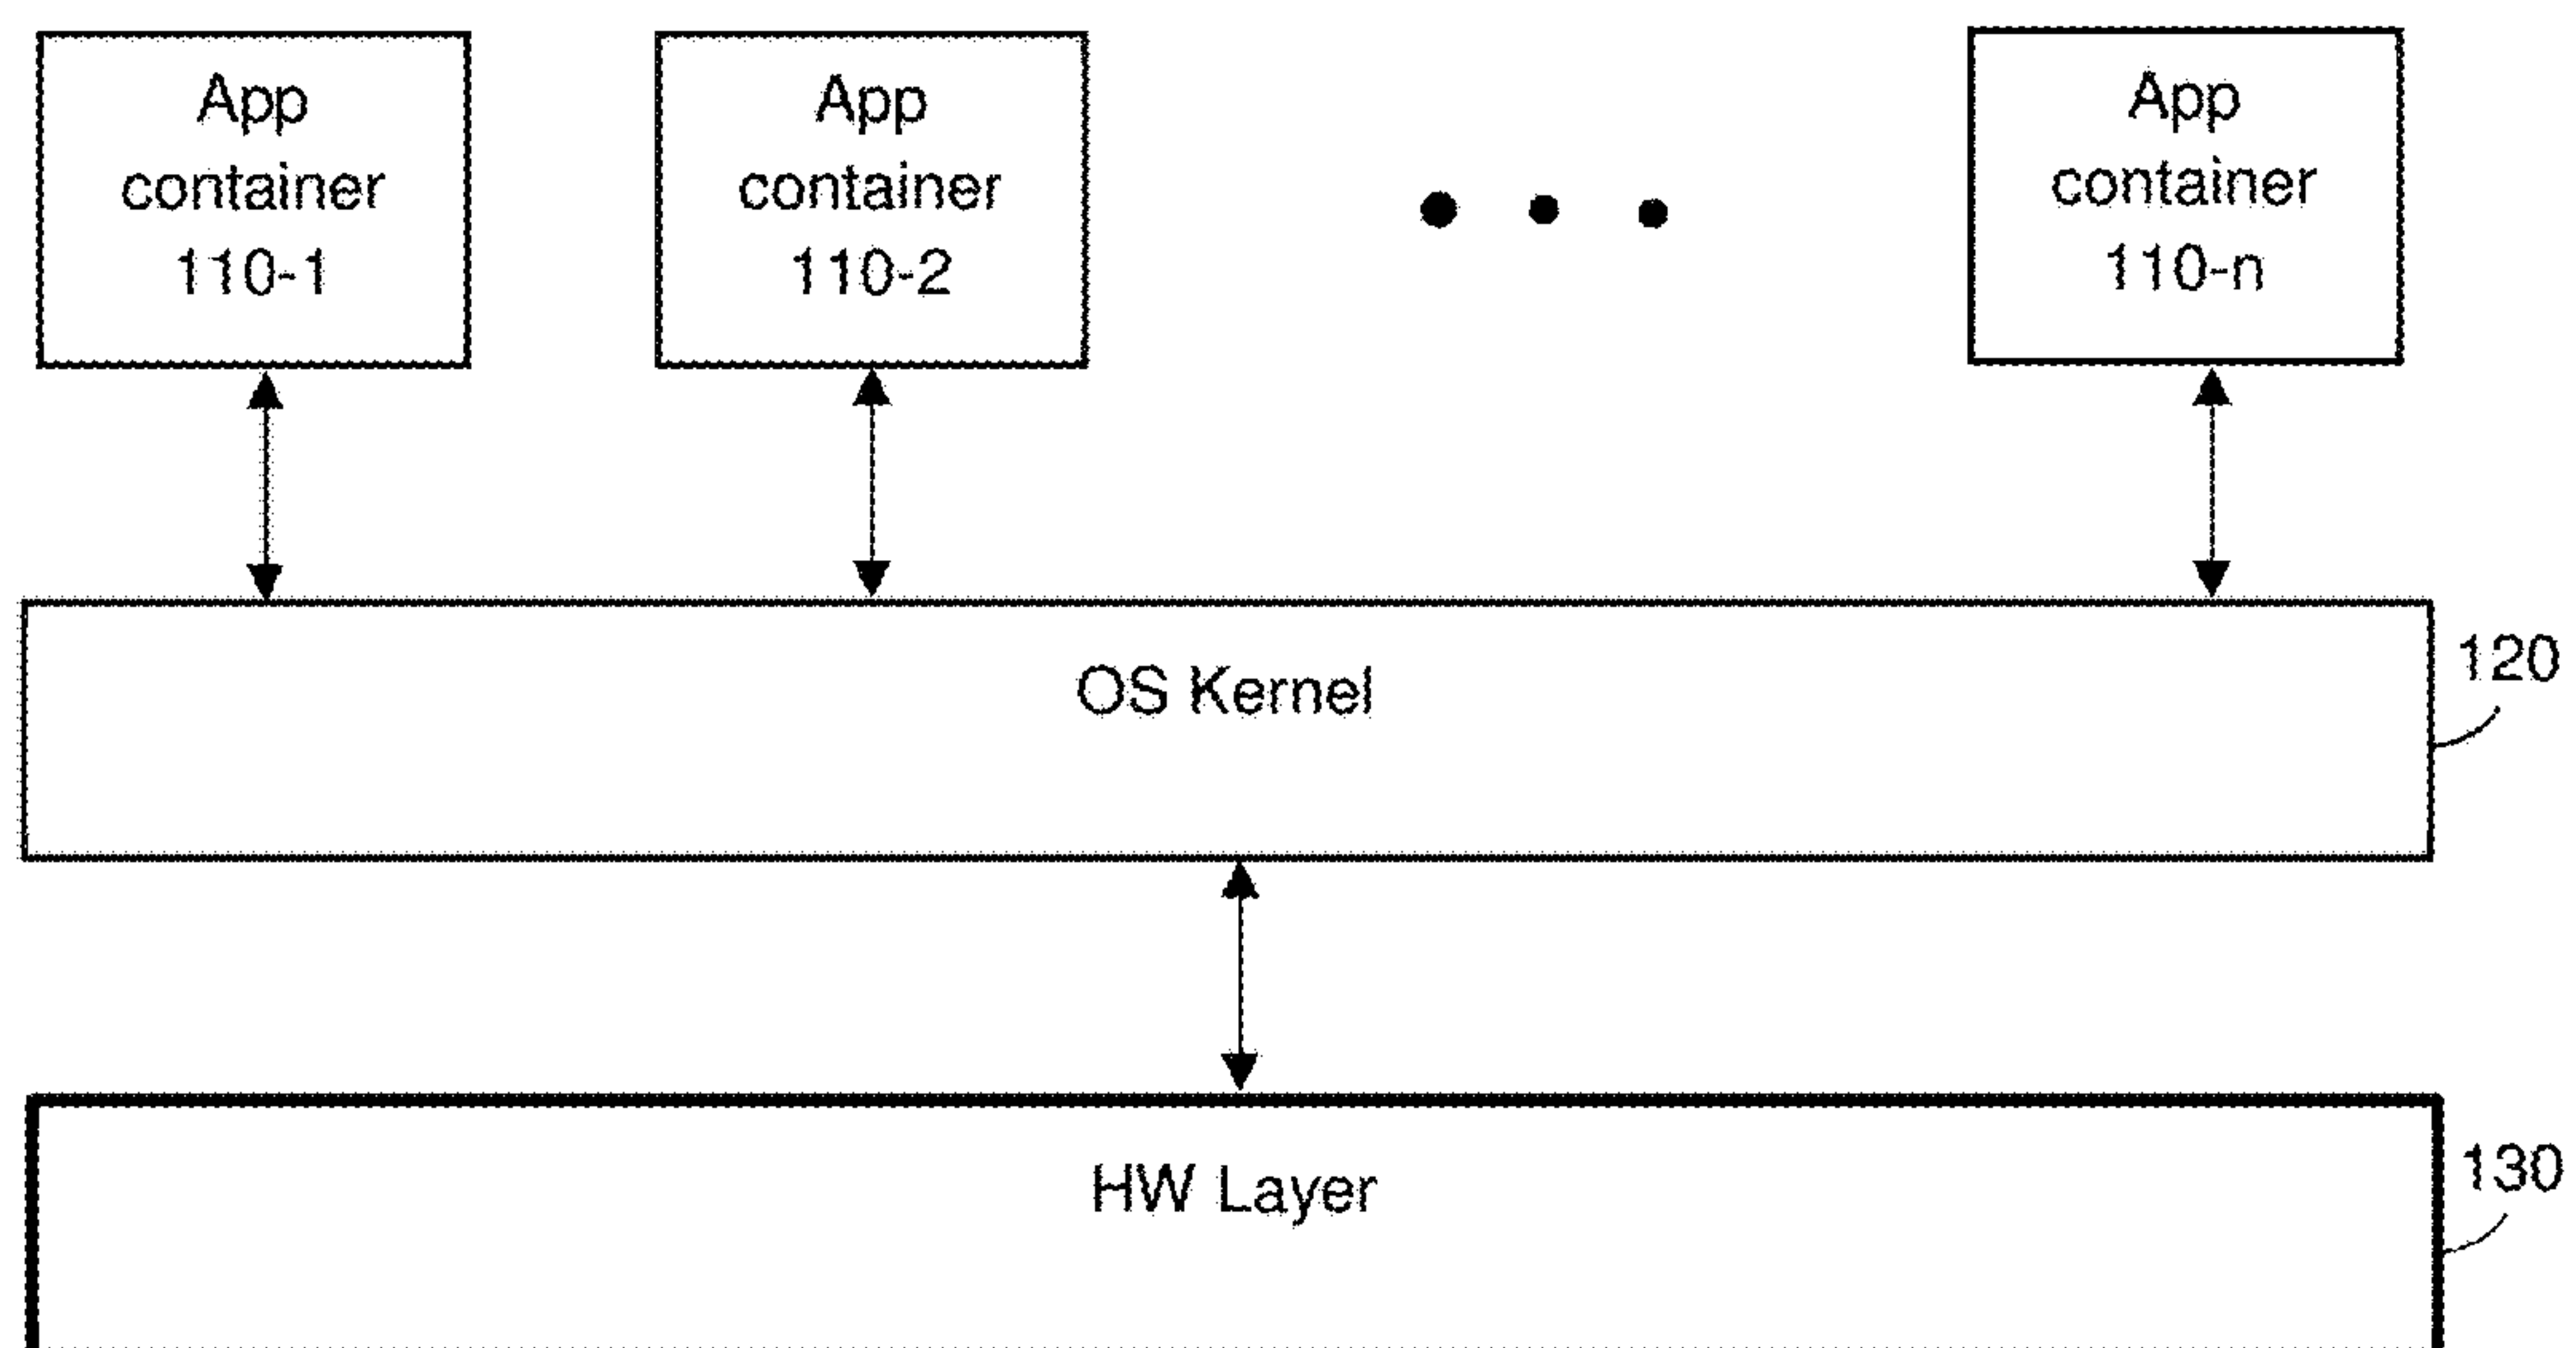 App
container
110-1
App
container
110-2
App
container
110-n
OS Kernel
120
HW Layer
130